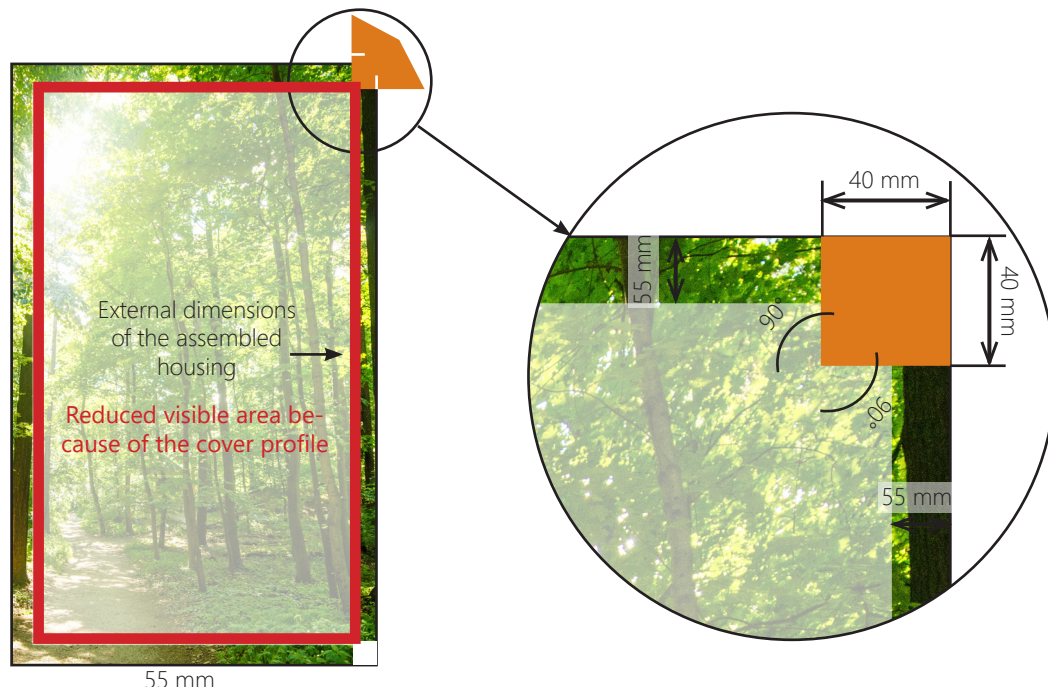 External dimensions
of the assembled
housing
Reduced visible area be-
cause of the cover profile
55 mm
40 mm
40 mm
55 mm
90°
90°
55 mm